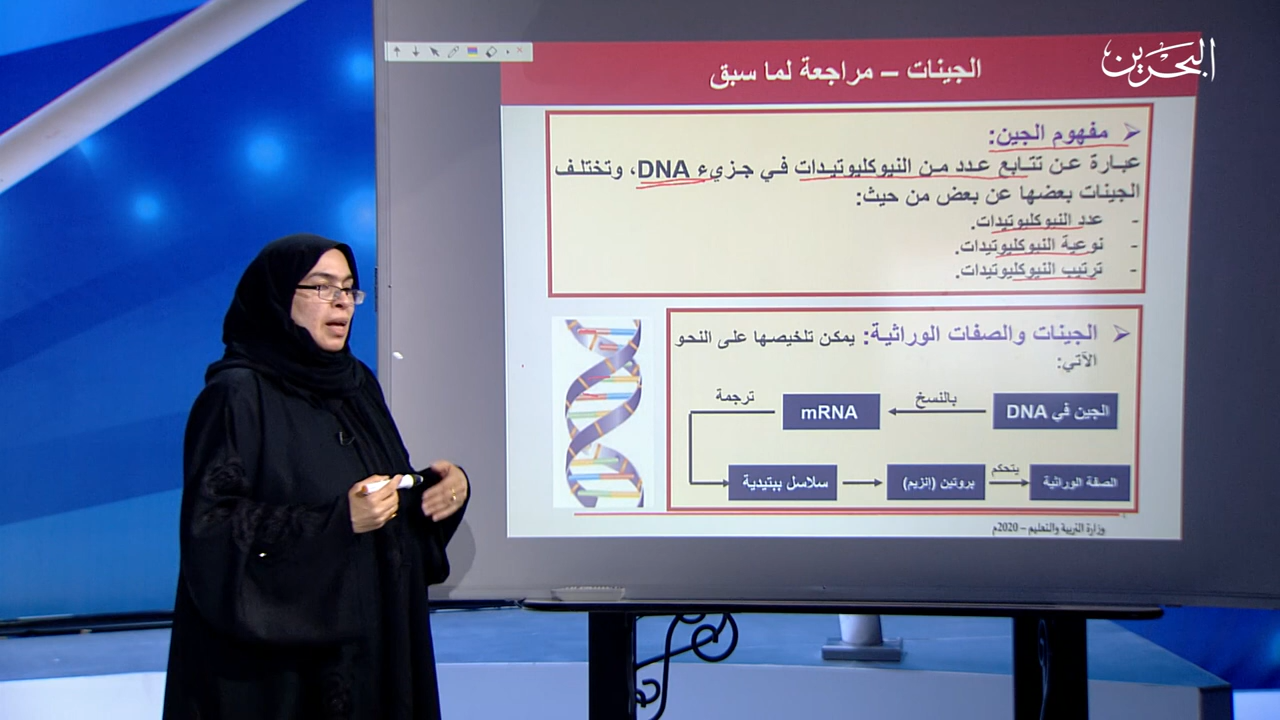 البحرين
الجينات – مراجعة لما سبق
مفهوم الجين:
عبارة عن تتابع عدد من النيوكليوتيدات في جزيء DNA، وتختلف
الجينات بعضها عن بعض من حيث:
- عدد النيوكليوتيدات.
- نوعية النيوكليوتيدات.
- ترتيب النيوكليوتيدات.
الجينات والصفات الوراثية: يمكن تلخيصها على النحو
الآتي:
الجين في DNA
بالنسخ
mRNA
ترجمة
سلاسل ببتيدية
بروتين (إنزيم)
يتحكم
الصفة الوراثية
وزارة التربية والتعليم – 2020م